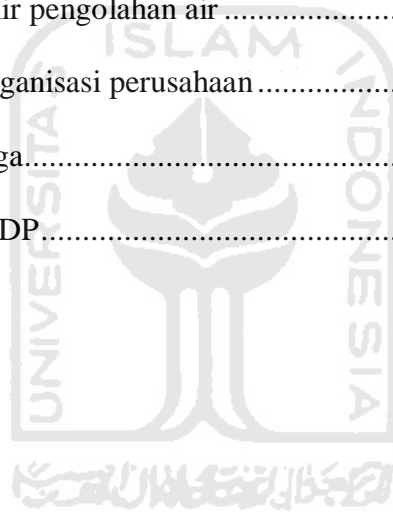 ir pengolahan air ......................
ISLAM
ganisasi perusahaan .................
ga...........................................
DP........................................
UNIVERSITAS
INDONESIA